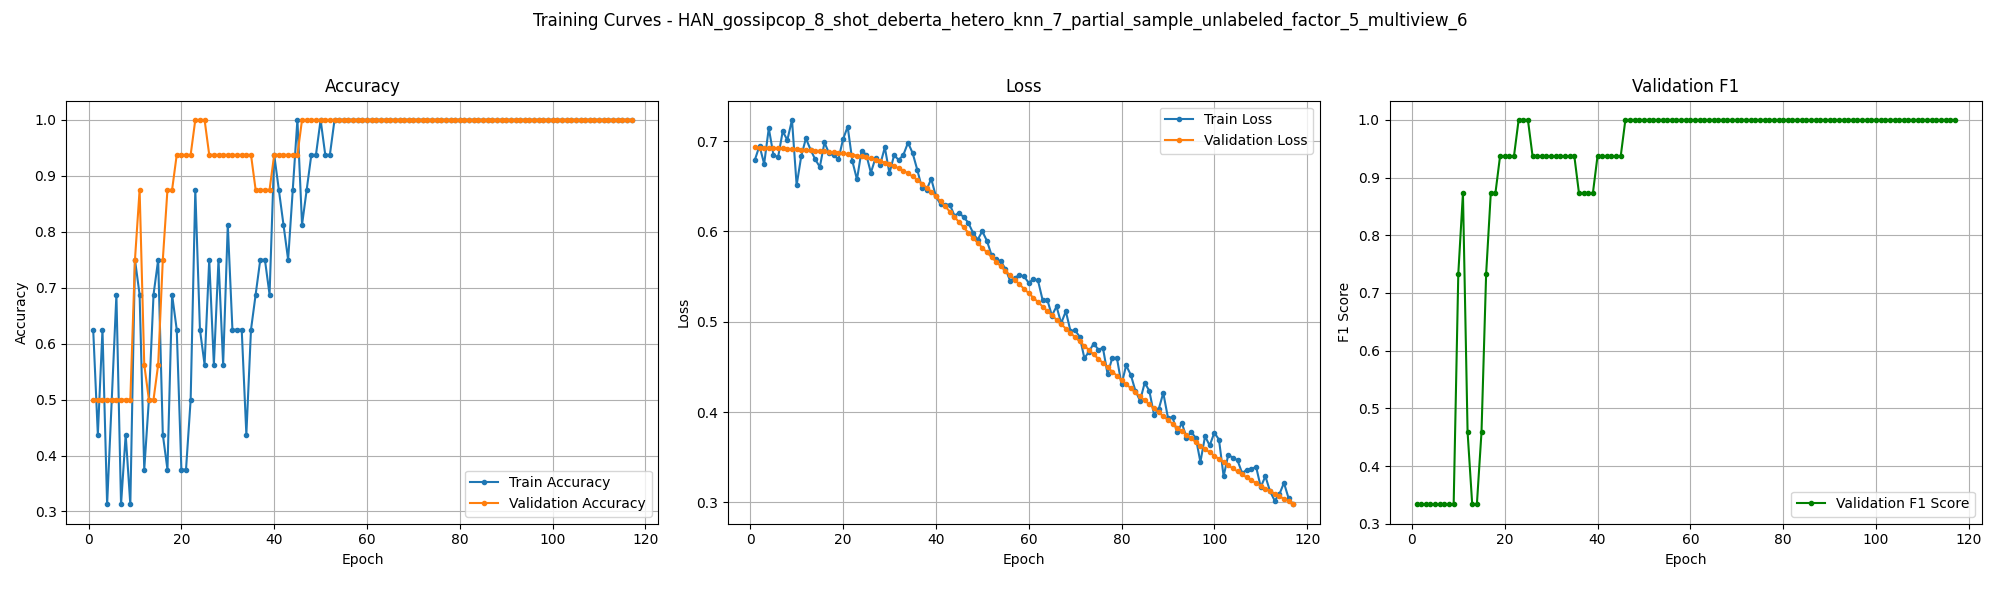 Training Curves - HAN_gossipcop_8_shot_deberta_hetero_knn_7_partial_sample_unlabeled_factor_5_multiview_6
Accuracy
Accuracy
1.0
0.9
0.8
0.7
0.6
0.5
0.4
0.3
0 20 40 60 80 100 120
Epoch
Train Accuracy
Validation Accuracy
Loss
Loss
0.7
0.6
0.5
0.4
0.3
0 20 40 60 80 100 120
Epoch
Train Loss
Validation Loss
Validation F1
F1 Score
1.0
0.9
0.8
0.7
0.6
0.5
0.4
0.3
0 20 40 60 80 100 120
Epoch
Validation F1 Score